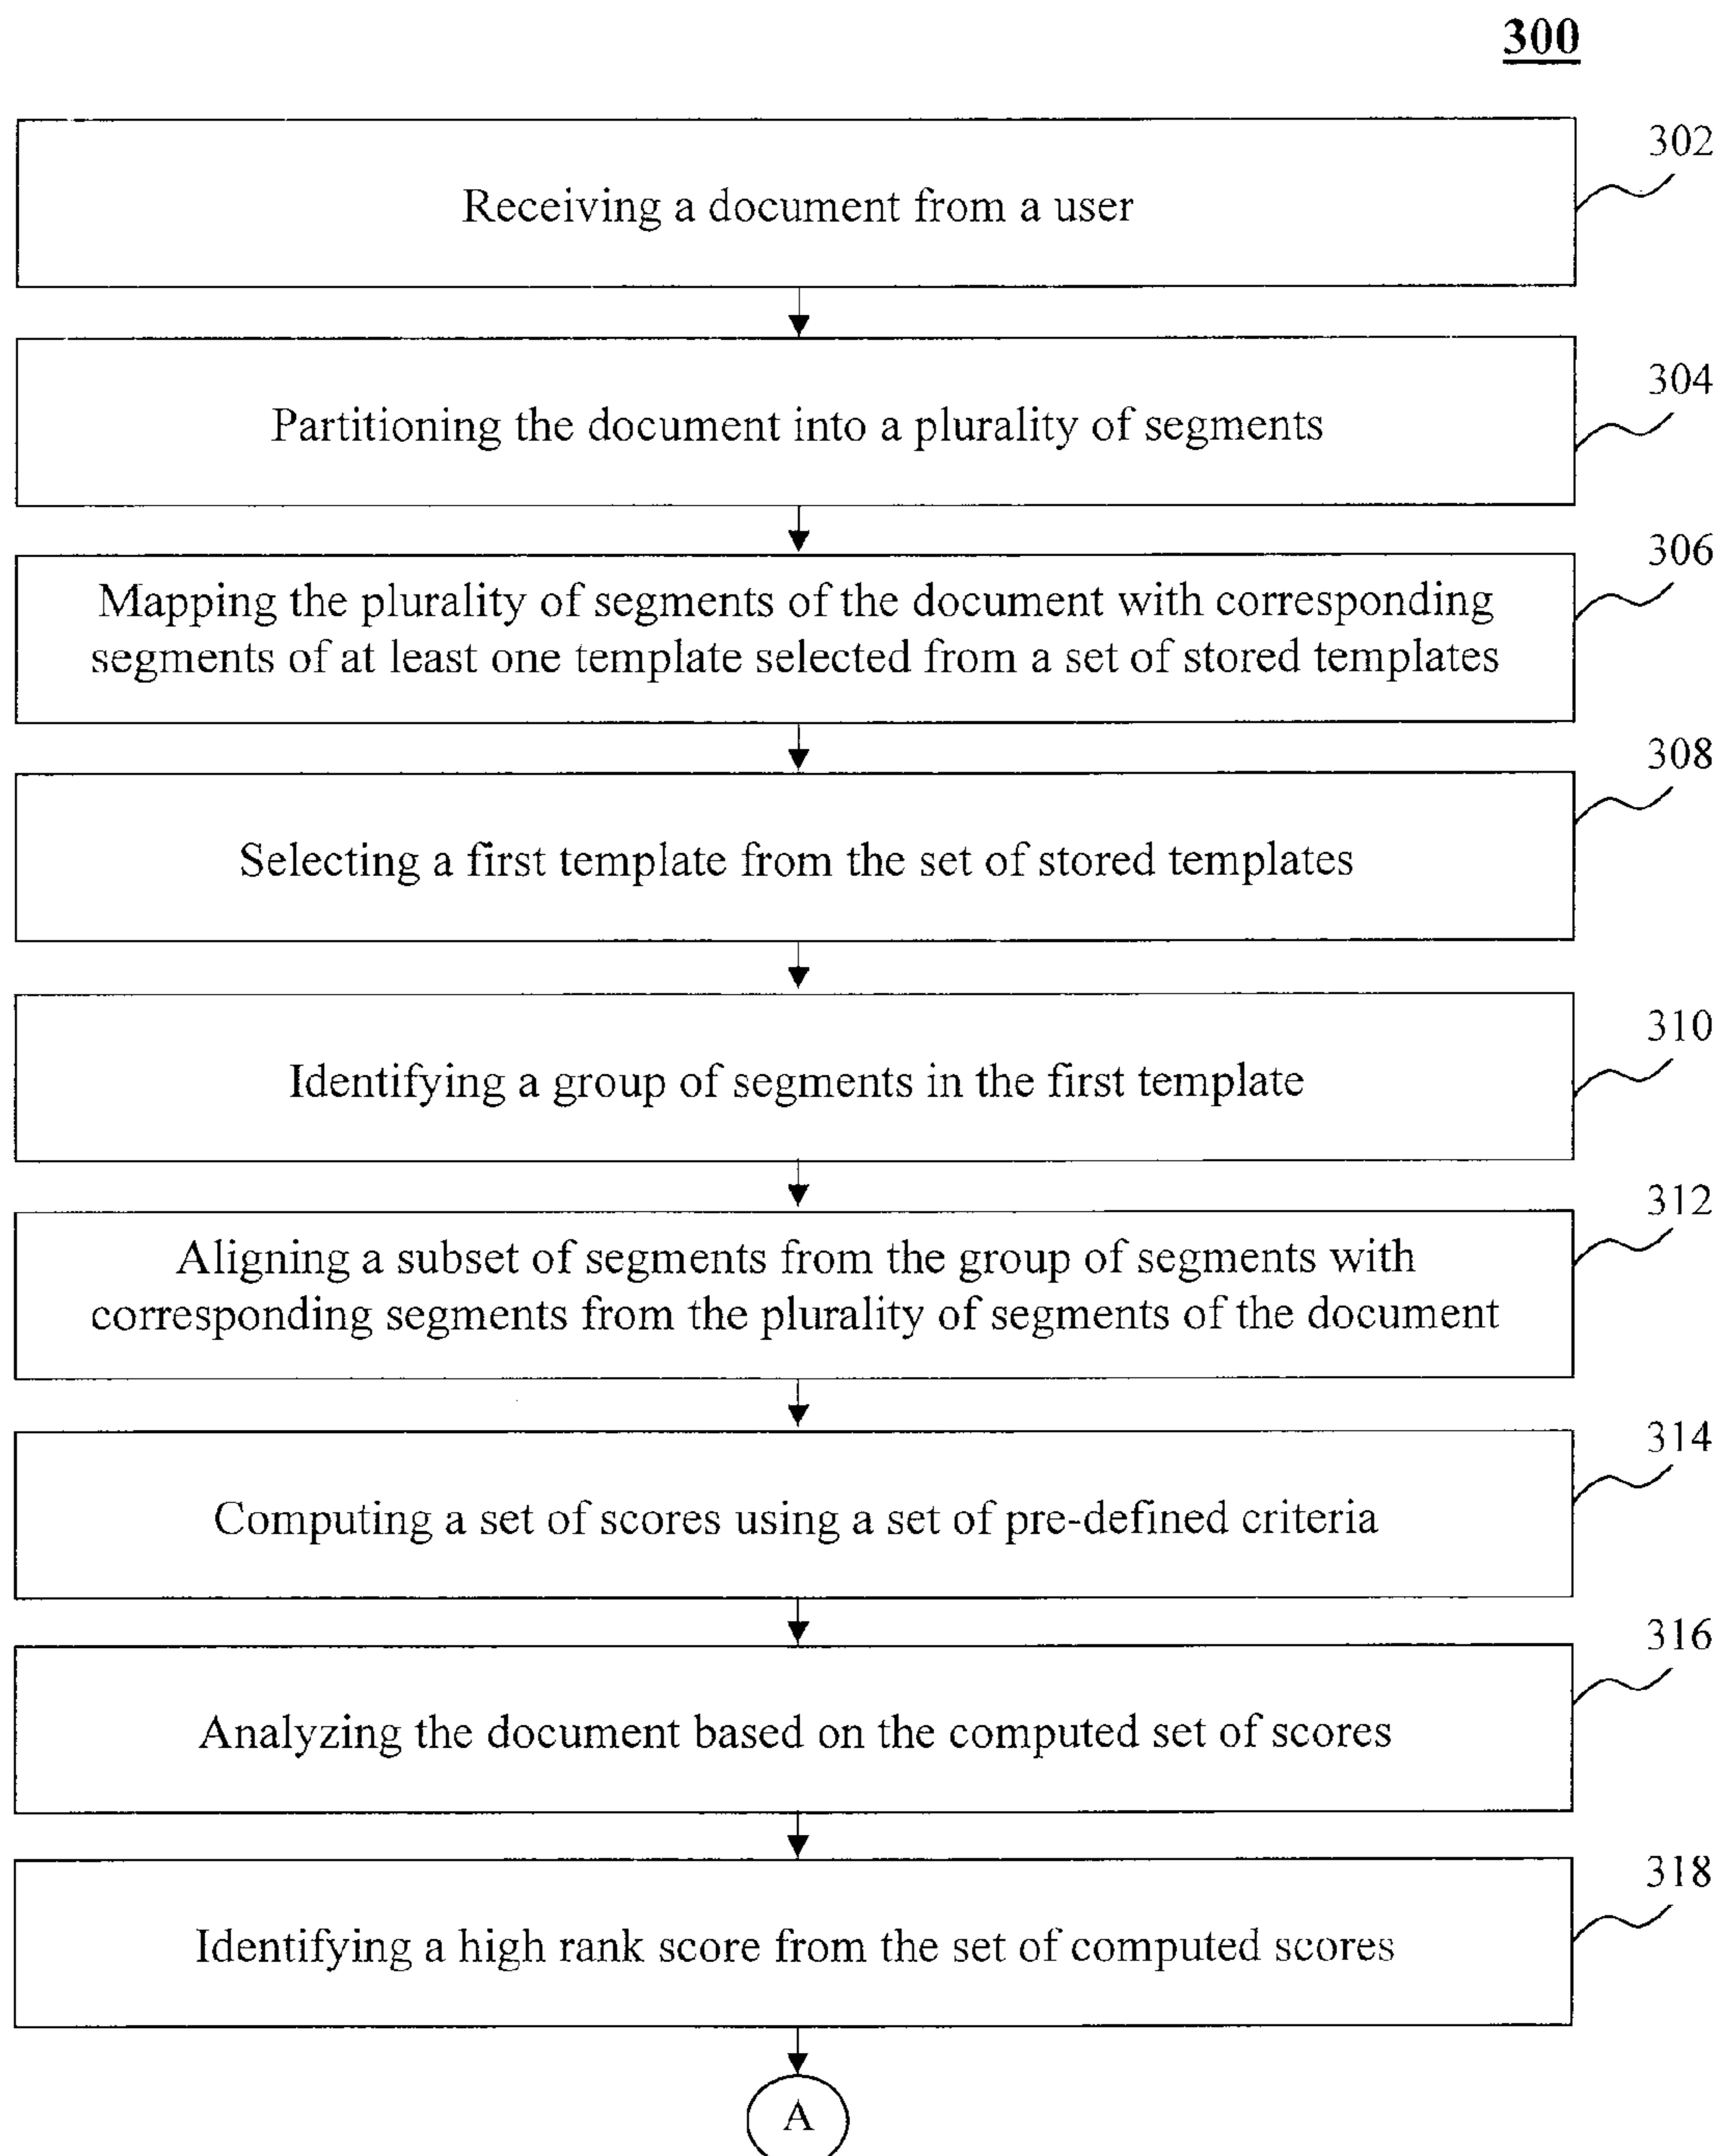 300
302
Receiving a document from a user
304
Partitioning the document into a plurality of segments
306
Mapping the plurality of segments of the document with corresponding
segments of at least one template selected from a set of stored templates
308
Selecting a first template from the set of stored templates
310
Identifying a group of segments in the first template
312
Aligning a subset of segments from the group of segments with
corresponding segments from the plurality of segments of the document
314
Computing a set of scores using a set of pre-defined criteria
316
Analyzing the document based on the computed set of scores
318
Identifying a high rank score from the set of computed scores
A